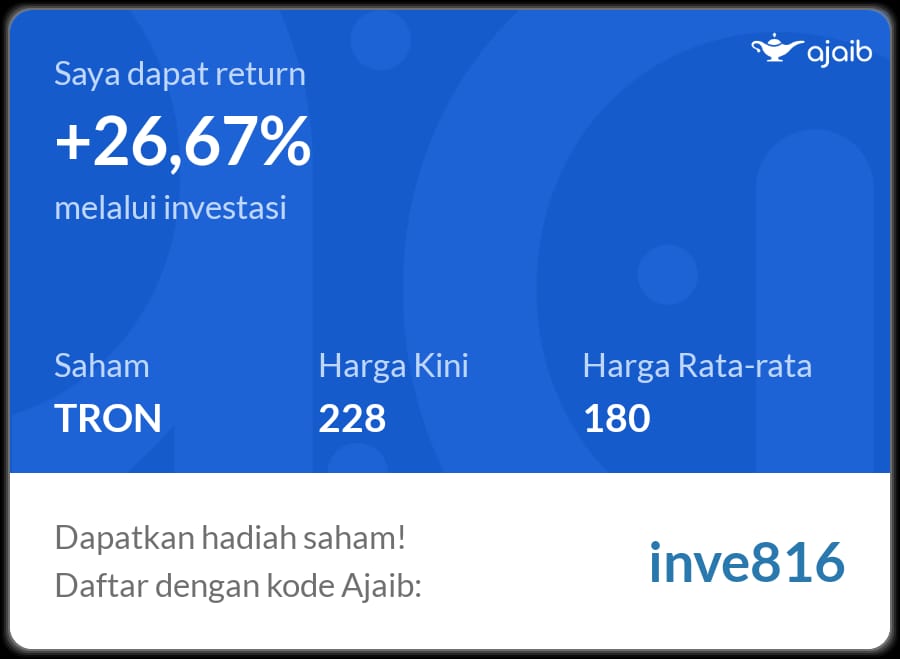 ajaib
Saya dapat return
+26,67%
melalui investasi
Saham Harga Kini Harga Rata-rata
TRON 228 180
Dapatkan hadiah saham!
Daftar dengan kode Ajaib:
inve816